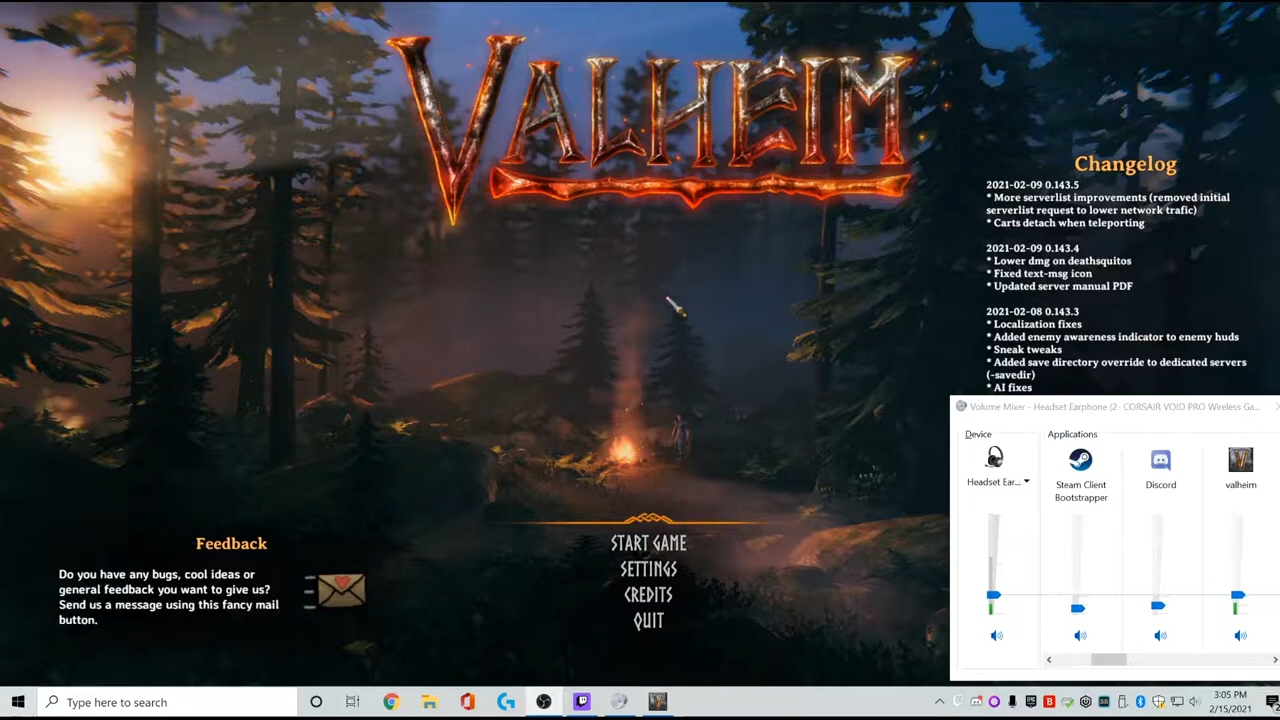 VALHEIM
Changelog
2021-02-09 0.143.5
* More serverlist improvements (removed initial
serverlist request to lower network trafic)
* Carts detach when teleporting
2021-02-09 0.143.4
* Lower dmg on deathsquitos
* Fixed text-msg icon
* Updated server manual PDF
2021-02-08 0.143.3
* Localization fixes
* Added enemy awareness indicator to enemy huds
* Sneak tweaks
* Added save directory override to dedicated servers
(-savedir)
* AI fixes
Volume Mixer - Headset Earphone (2- CORSAIR VOID PRO Wireless Ga...
Device
Applications
Headset Ear...
Steam Client
Bootstrapper
Discord
valheim
Feedback
Do you have any bugs, cool ideas or
general feedback you want to give us?
Send us a message using this fancy mail
button.
START GAME
SETTINGS
CREDITS
QUIT
Type here to search
3:05 PM
2/15/2021